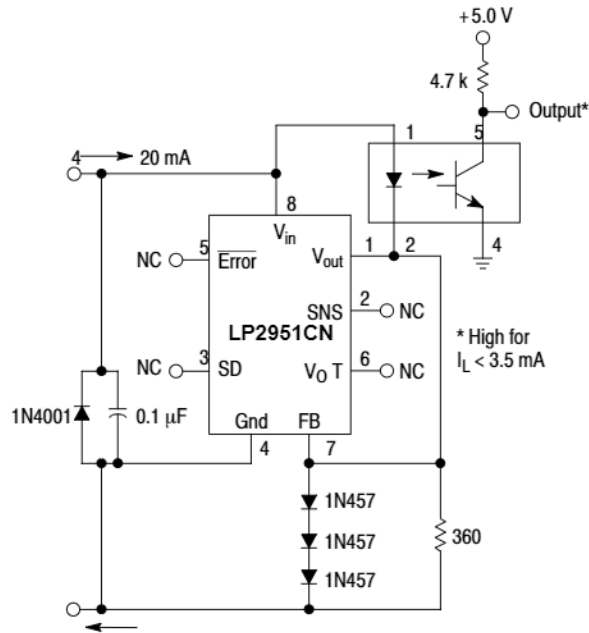 +5.0 V
4.7 k
Output*
1
5
4
20 mA
8
V_in
4
5
NC
Error
V_out
1
2
SNS
2
NC
LP2951CN
* High for
I_L < 3.5 mA
NC
3
SD
V_O T
6
NC
1N4001
0.1 μF
Gnd
FB
4
7
1N457
1N457
360
1N457